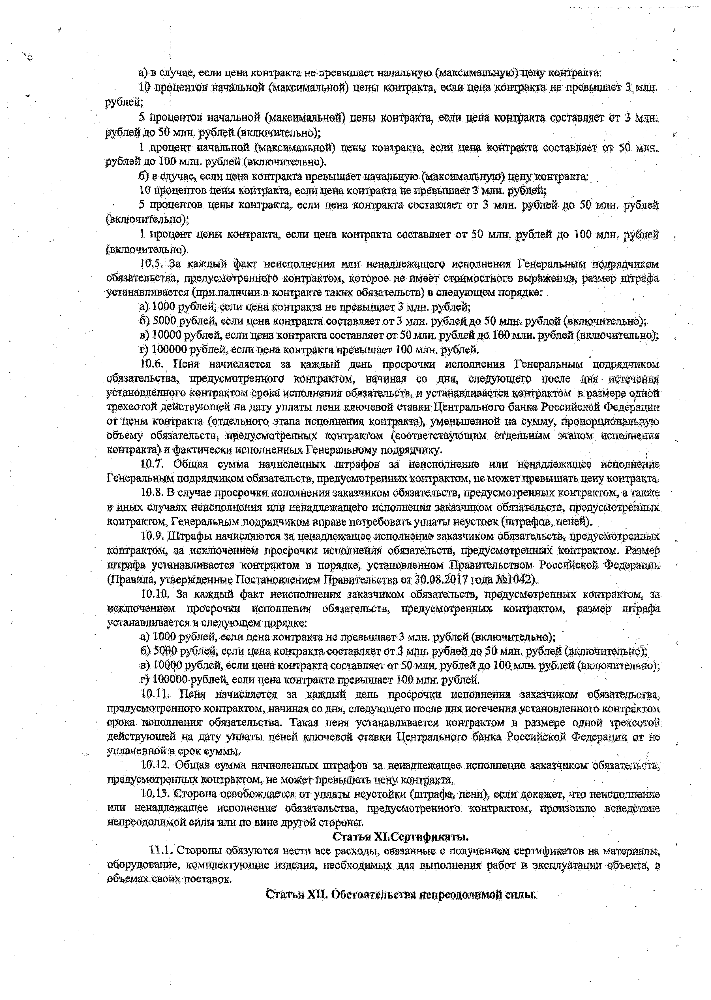 а) в случае, если цена контракта не превышает начальную (максимальную) цену контракта:
10 процентов начальной (максимальной) цены контракта, если цена контракта не превышает 3 млн.
рублей;
5 процентов начальной (максимальной) цены контракта, если цена контракта составляет от 3 млн.
рублей до 50 млн. рублей (включительно);
1 процент начальной (максимальной) цены контракта, если цена контракта составляет от 50 млн.
рублей до 100 млн. рублей (включительно).
б) в случае, если цена контракта превышает начальную (максимальную) цену контракта:
10 процентов цены контракта, если цена контракта не превышает 3 млн. рублей;
5 процентов цены контракта, если цена контракта составляет от 3 млн. рублей до 50 млн. рублей
(включительно);
1 процент цены контракта, если цена контракта составляет от 50 млн. рублей до 100 млн. рублей
(включительно).
10.5. За каждый факт неисполнения или ненадлежащего исполнения Генеральным подрядчиком
обязательства, предусмотренного контрактом, которое не имеет стоимостного выражения, размер штрафа
устанавливается (при наличии в контракте таких обязательств) в следующем порядке:
а) 1000 рублей, если цена контракта не превышает 3 млн. рублей;
б) 5000 рублей, если цена контракта составляет от 3 млн. рублей до 50 млн. рублей (включительно);
в) 10000 рублей, если цена контракта составляет от 50 млн. рублей до 100 млн. рублей (включительно);
г) 100000 рублей, если цена контракта превышает 100 млн. рублей.
10.6. Пеня начисляется за каждый день просрочки исполнения Генеральным подрядчиком
обязательства, предусмотренного контрактом, начиная со дня, следующего после дня истечения
установленного контрактом срока исполнения обязательств, и устанавливается контрактом в размере одной
трехсотой действующей на дату уплаты пени ключевой ставки Центрального банка Российской Федерации
от цены контракта (отдельного этапа исполнения контракта), уменьшенной на сумму, пропорциональную
объему обязательств, предусмотренных контрактом (соответствующим отдельным этапом исполнения
контракта) и фактически исполненных Генеральному подрядчику.
10.7. Общая сумма начисленных штрафов за неисполнение или ненадлежащее исполнение
Генеральным подрядчиком обязательств, предусмотренных контрактом, не может превышать цену контракта.
10.8. В случае просрочки исполнения заказчиком обязательств, предусмотренных контрактом, а также
в иных случаях неисполнения или ненадлежащего исполнения заказчиком обязательств, предусмотренных
контрактом, Генеральным подрядчиком вправе потребовать уплаты неустоек (штрафов, пеней).
10.9. Штрафы начисляются за ненадлежащее исполнение заказчиком обязательств, предусмотренных
контрактом, за исключением просрочки исполнения обязательств, предусмотренных контрактом. Размер
штрафа устанавливается контрактом в порядке, установленном Правительством Российской Федерации
(Правила, утвержденные Постановлением Правительства от 30.08.2017 года №1042).
10.10. За каждый факт неисполнения заказчиком обязательств, предусмотренных контрактом, за
исключением просрочки исполнения обязательств, предусмотренных контрактом, размер штрафа
устанавливается в следующем порядке:
а) 1000 рублей, если цена контракта не превышает 3 млн. рублей (включительно);
б) 5000 рублей, если цена контракта составляет от 3 млн. рублей до 50 млн. рублей (включительно);
в) 10000 рублей, если цена контракта составляет от 50 млн. рублей до 100 млн. рублей (включительно);
г) 100000 рублей, если цена контракта превышает 100 млн. рублей.
10.11. Пеня начисляется за каждый день просрочки исполнения заказчиком обязательства,
предусмотренного контрактом, начиная со дня, следующего после дня истечения установленного контрактом
срока исполнения обязательства. Такая пеня устанавливается контрактом в размере одной трехсотой
действующей на дату уплаты пеней ключевой ставки Центрального банка Российской Федерации от не
уплаченной в срок суммы.
10.12. Общая сумма начисленных штрафов за ненадлежащее исполнение заказчиком обязательств,
предусмотренных контрактом, не может превышать цену контракта.
10.13. Сторона освобождается от уплаты неустойки (штрафа, пени), если докажет, что неисполнение
или ненадлежащее исполнение обязательства, предусмотренного контрактом, произошло вследствие
непреодолимой силы или по вине другой стороны.
Статья XI.Сертификаты.
11.1. Стороны обязуются нести все расходы, связанные с получением сертификатов на материалы,
оборудование, комплектующие изделия, необходимых для выполнения работ и эксплуатации объекта, в
объемах своих поставок.
Статья XII. Обстоятельства непреодолимой силы.